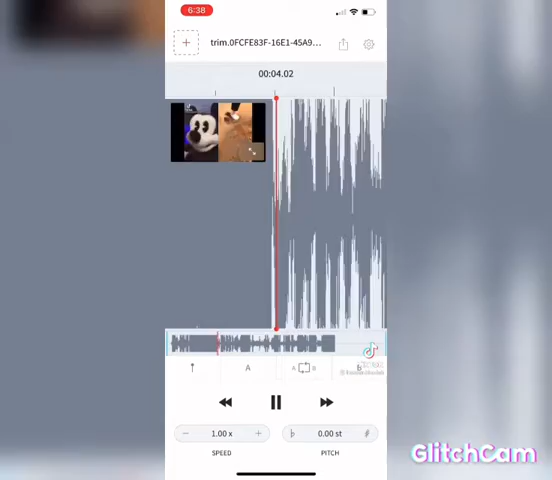 6:38
trim.0FCFE83F-16E1-45A9...
00:04.02
A
A B
b
1.00 x
♭ 0.00 st ♯
SPEED
PITCH
GlitchCam